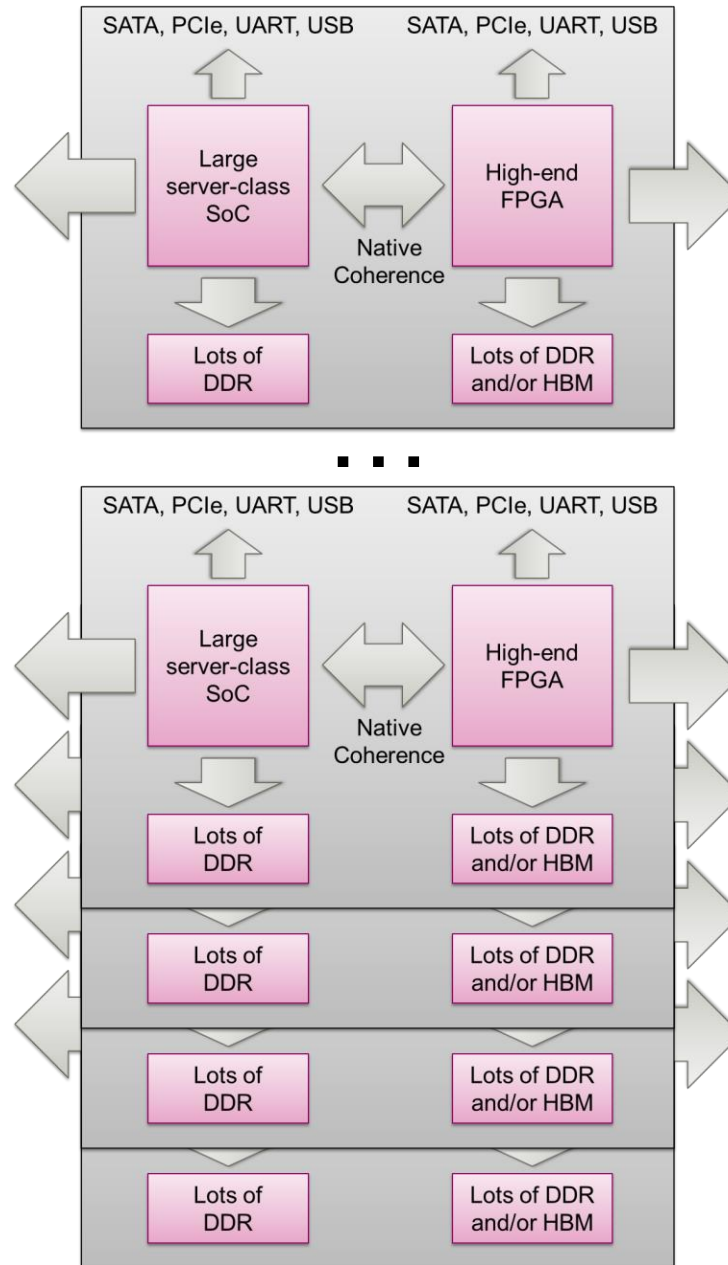 SATA, PCIe, UART, USB
SATA, PCIe, UART, USB
Large
server-class
SoC
High-end
FPGA
Native
Coherence
Lots of
DDR
Lots of DDR
and/or HBM
. . .
SATA, PCIe, UART, USB
SATA, PCIe, UART, USB
Large
server-class
SoC
High-end
FPGA
Native
Coherence
Lots of
DDR
Lots of DDR
and/or HBM
Lots of
DDR
Lots of DDR
and/or HBM
Lots of
DDR
Lots of DDR
and/or HBM
Lots of
DDR
Lots of DDR
and/or HBM